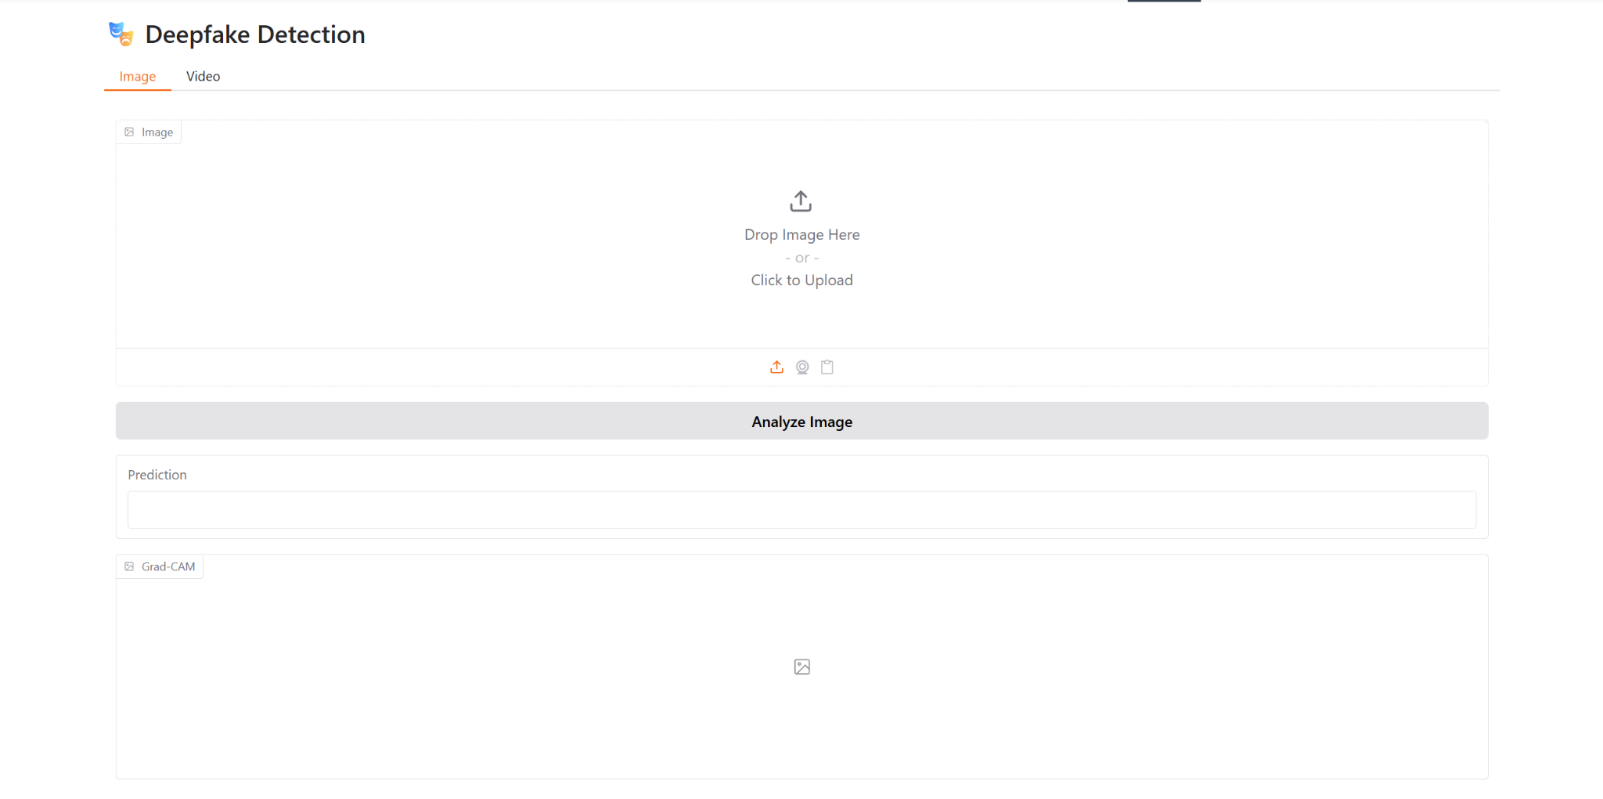 Deepfake Detection
Image Video
Image
Drop Image Here
- or -
Click to Upload
Analyze Image
Prediction
Grad-CAM